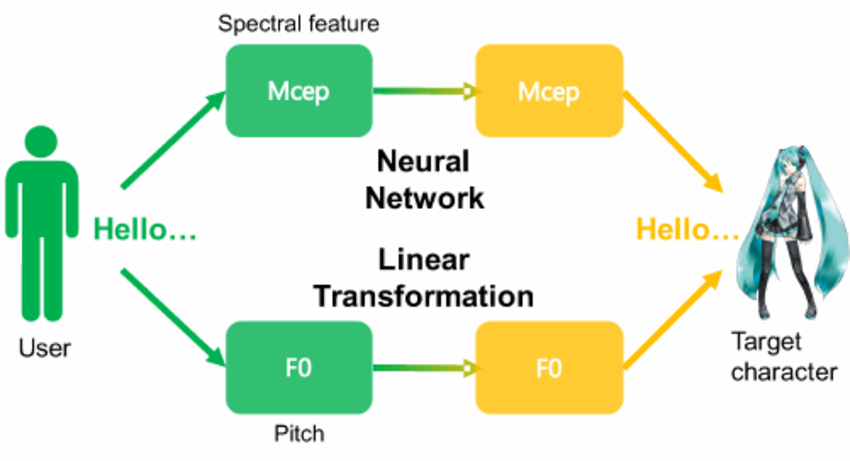 Spectral feature
Mcep
Mcep
Neural
Network
Hello...
Hello...
Linear
Transformation
F0
F0
User
Pitch
Target
character